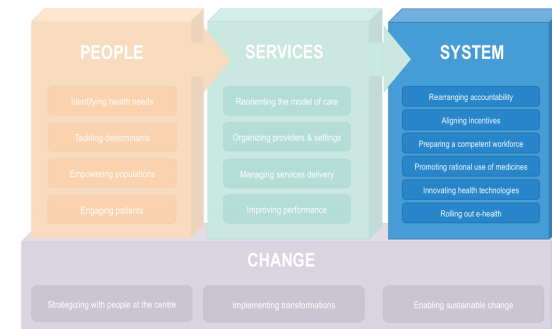 PEOPLE
Identifying health needs
Tackling determinants
Empowering populations
Engaging patients
SERVICES
Reorienting the model of care
Organizing providers & settings
Managing services delivery
Improving performance
SYSTEM
Rearranging accountability
Aligning incentives
Preparing a competent workforce
Promoting rational use of medicines
Innovating health technologies
Rolling out e-health
CHANGE
Strategizing with people at the centre
Implementing transformations
Enabling sustainable change